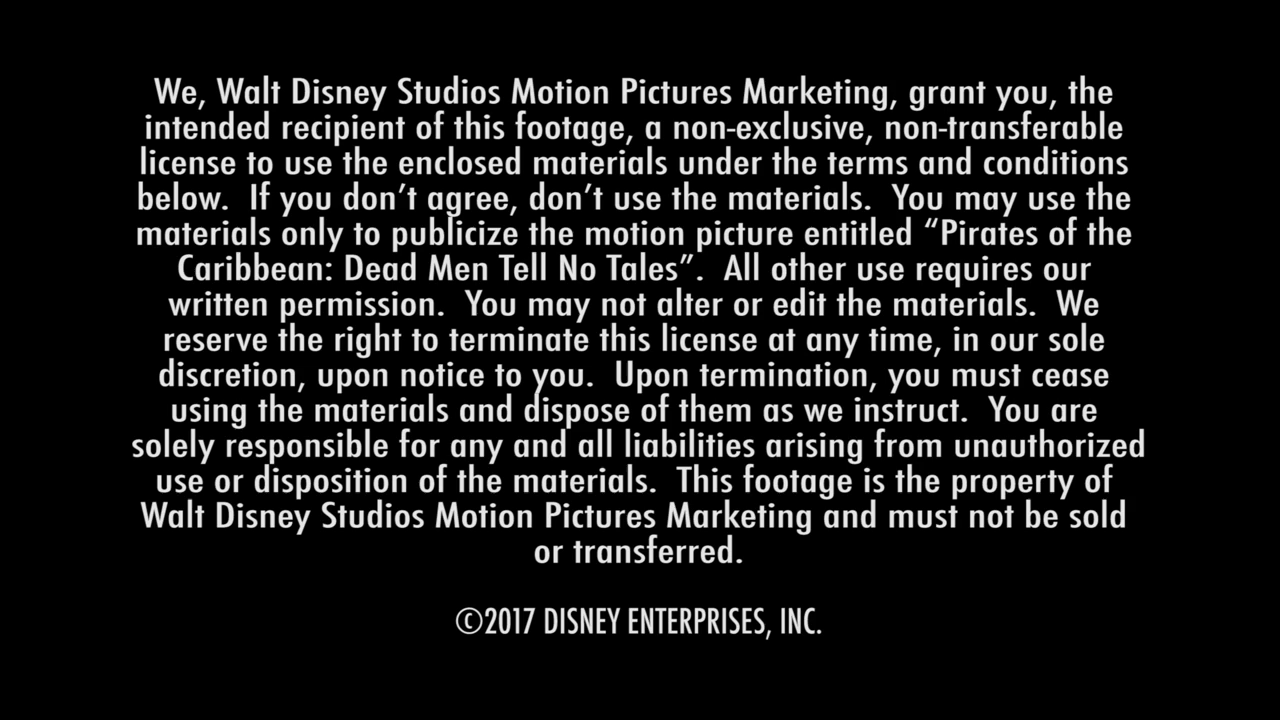 We, Walt Disney Studios Motion Pictures Marketing, grant you, the
intended recipient of this footage, a non-exclusive, non-transferable
license to use the enclosed materials under the terms and conditions
below.  If you don’t agree, don’t use the materials.  You may use the
materials only to publicize the motion picture entitled “Pirates of the
Caribbean: Dead Men Tell No Tales”.  All other use requires our
written permission.  You may not alter or edit the materials.  We
reserve the right to terminate this license at any time, in our sole
discretion, upon notice to you.  Upon termination, you must cease
using the materials and dispose of them as we instruct.  You are
solely responsible for any and all liabilities arising from unauthorized
use or disposition of the materials.  This footage is the property of
Walt Disney Studios Motion Pictures Marketing and must not be sold
or transferred.
©2017 DISNEY ENTERPRISES, INC.